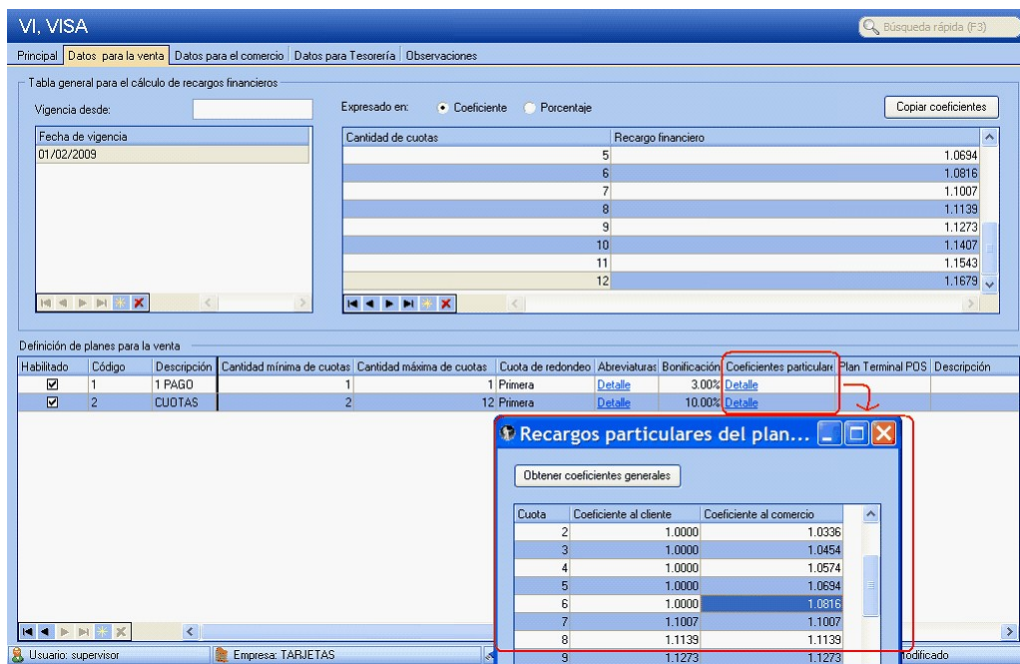 VI, VISA
Búsqueda rápida (F3)
Principal Datos para la venta Datos para el comercio Datos para Tesorería Observaciones
Tabla general para el cálculo de recargos financieros
Vigencia desde: Expresado en: Coeficiente Porcentaje Copiar coeficientes
Fecha de vigencia
01/02/2009
Cantidad de cuotas Recargo financiero
5 1.0694
6 1.0816
7 1.1007
8 1.1139
9 1.1273
10 1.1407
11 1.1543
12 1.1679
Definición de planes para la venta
Habilitado Código Descripción Cantidad mínima de cuotas Cantidad máxima de cuotas Cuota de redondeo Abreviaturas Bonificación Coeficientes particulare Plan Terminal POS Descripción
1 1 PAGO 1 1 Primera Detalle 3.00% Detalle
2 CUOTAS 2 12 Primera Detalle 10.00% Detalle
Recargos particulares del plan...
Obtener coeficientes generales
Cuota Coeficiente al cliente Coeficiente al comercio
2 1.0000 1.0336
3 1.0000 1.0454
4 1.0000 1.0574
5 1.0000 1.0694
6 1.0000 1.0816
7 1.1007 1.1007
8 1.1139 1.1139
9 1.1273 1.1273
Usuario: supervisor Empresa: TARJETAS odificado